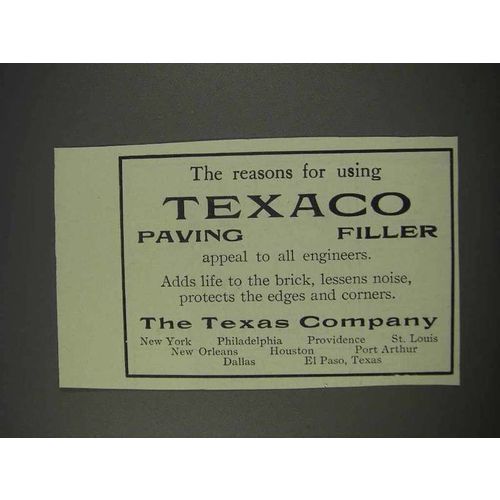 The reasons for using
TEXACO
PAVING FILLER
appeal to all engineers.
Adds life to the brick, lessens noise,
protects the edges and corners.
The Texas Company
New York Philadelphia Providence St. Louis
New Orleans Houston Port Arthur
Dallas El Paso, Texas